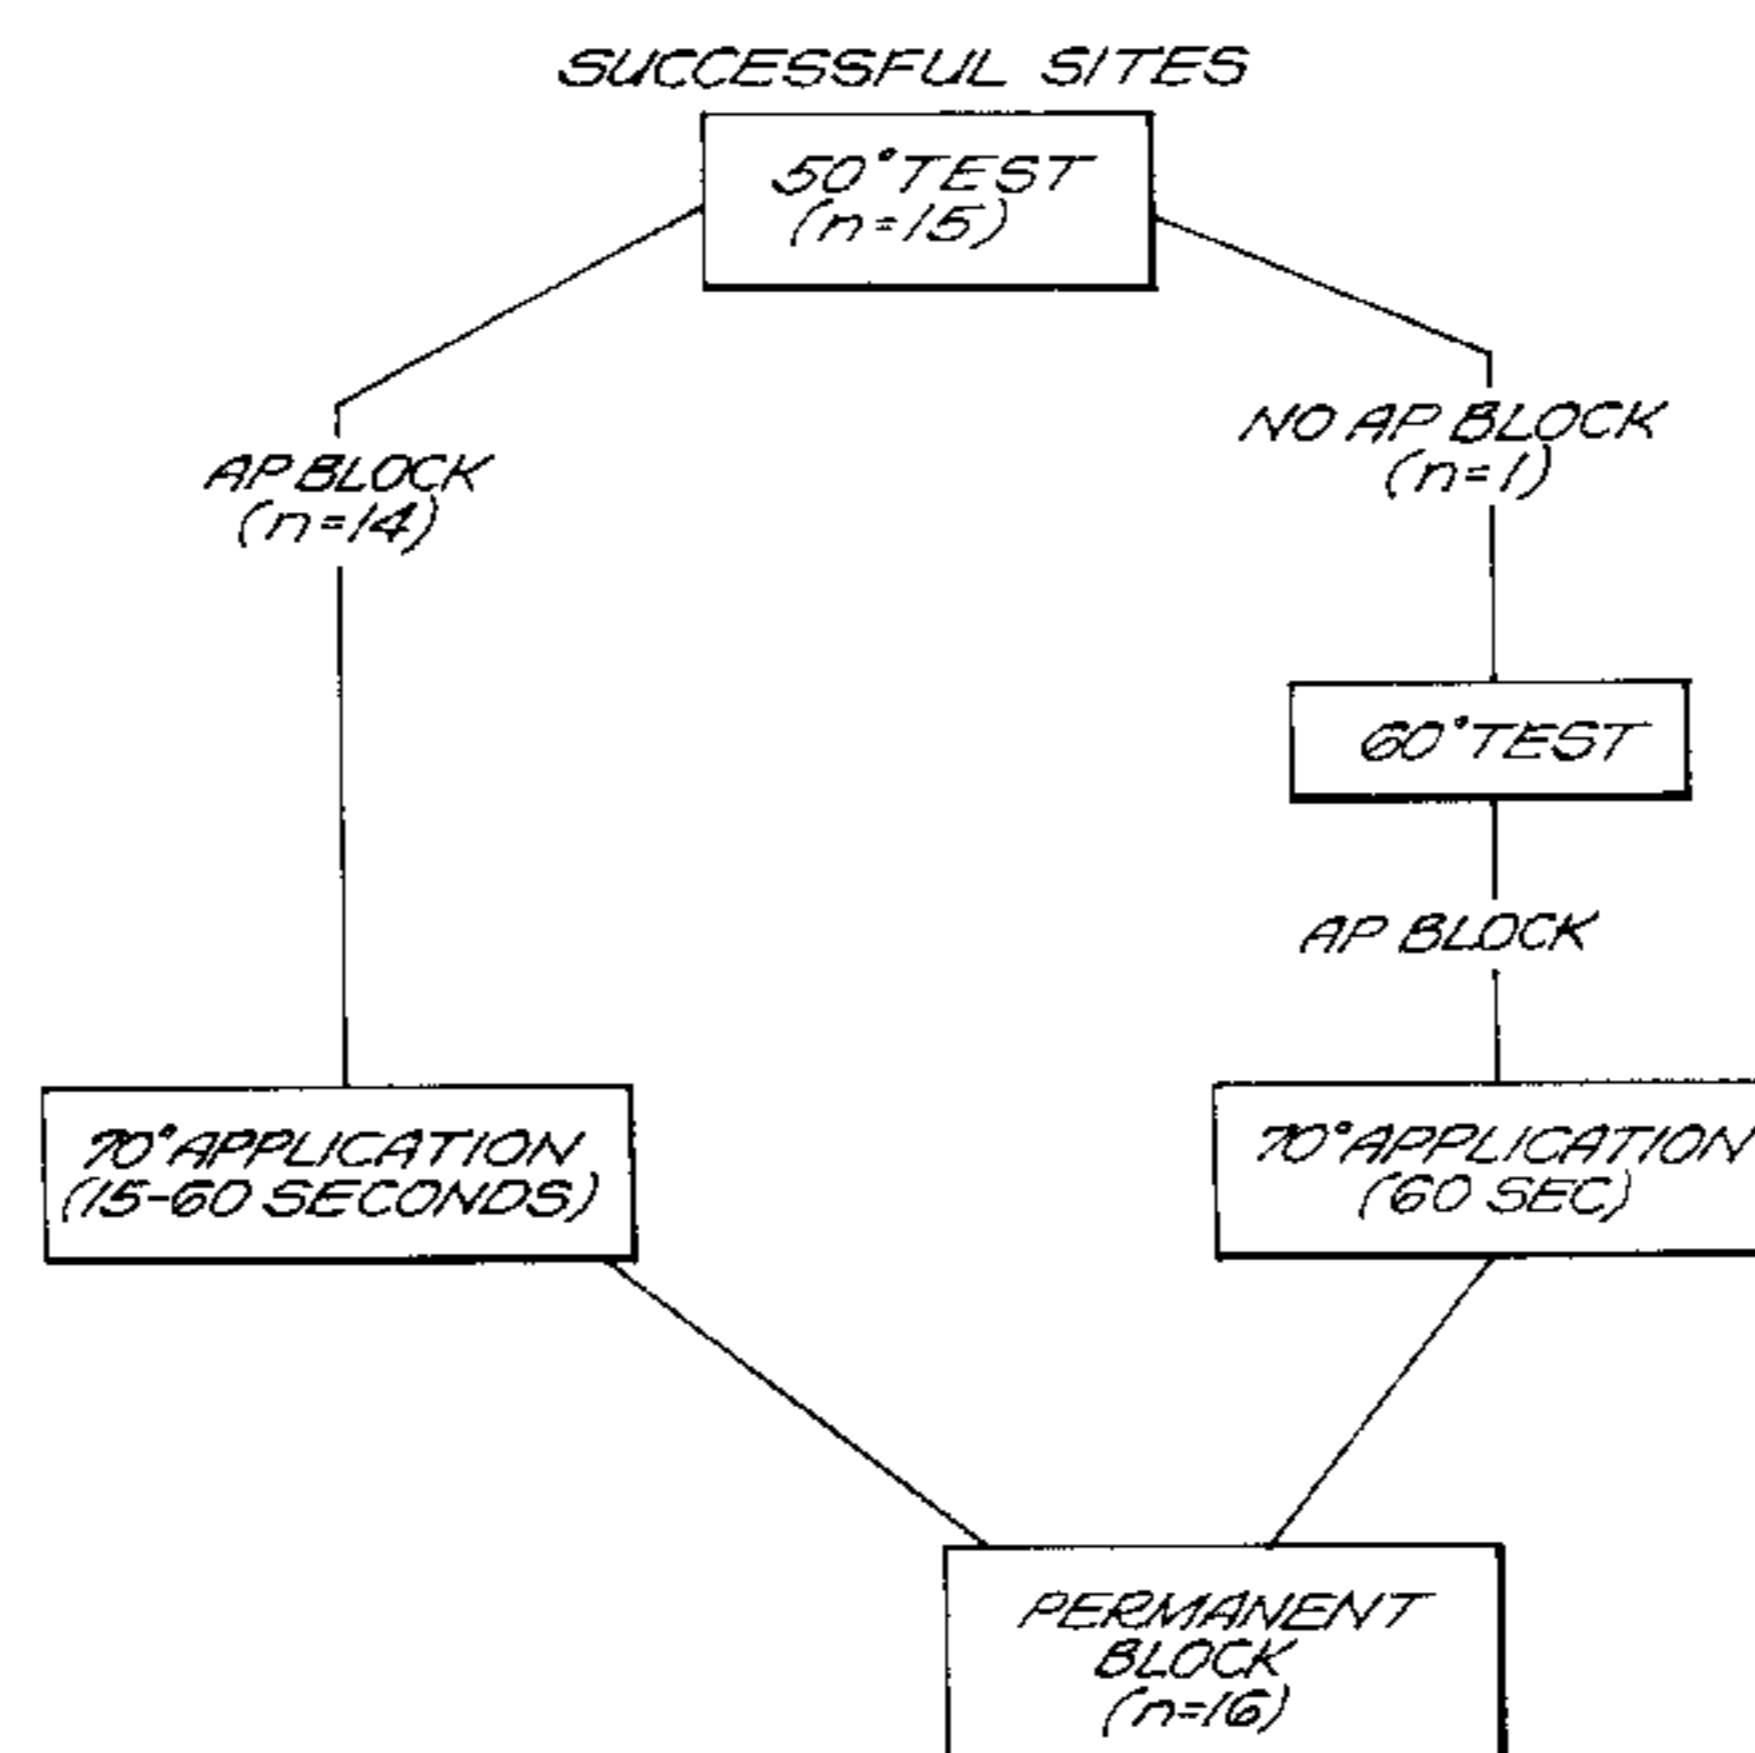 SUCCESSFUL SITES
50° TEST
(n=15)
AP BLOCK
(n=14)
NO AP BLOCK
(n=1)
60° TEST
AP BLOCK
70° APPLICATION
(15-60 SECONDS)
70° APPLICATION
(60 SEC)
PERMANENT
BLOCK
(n=16)